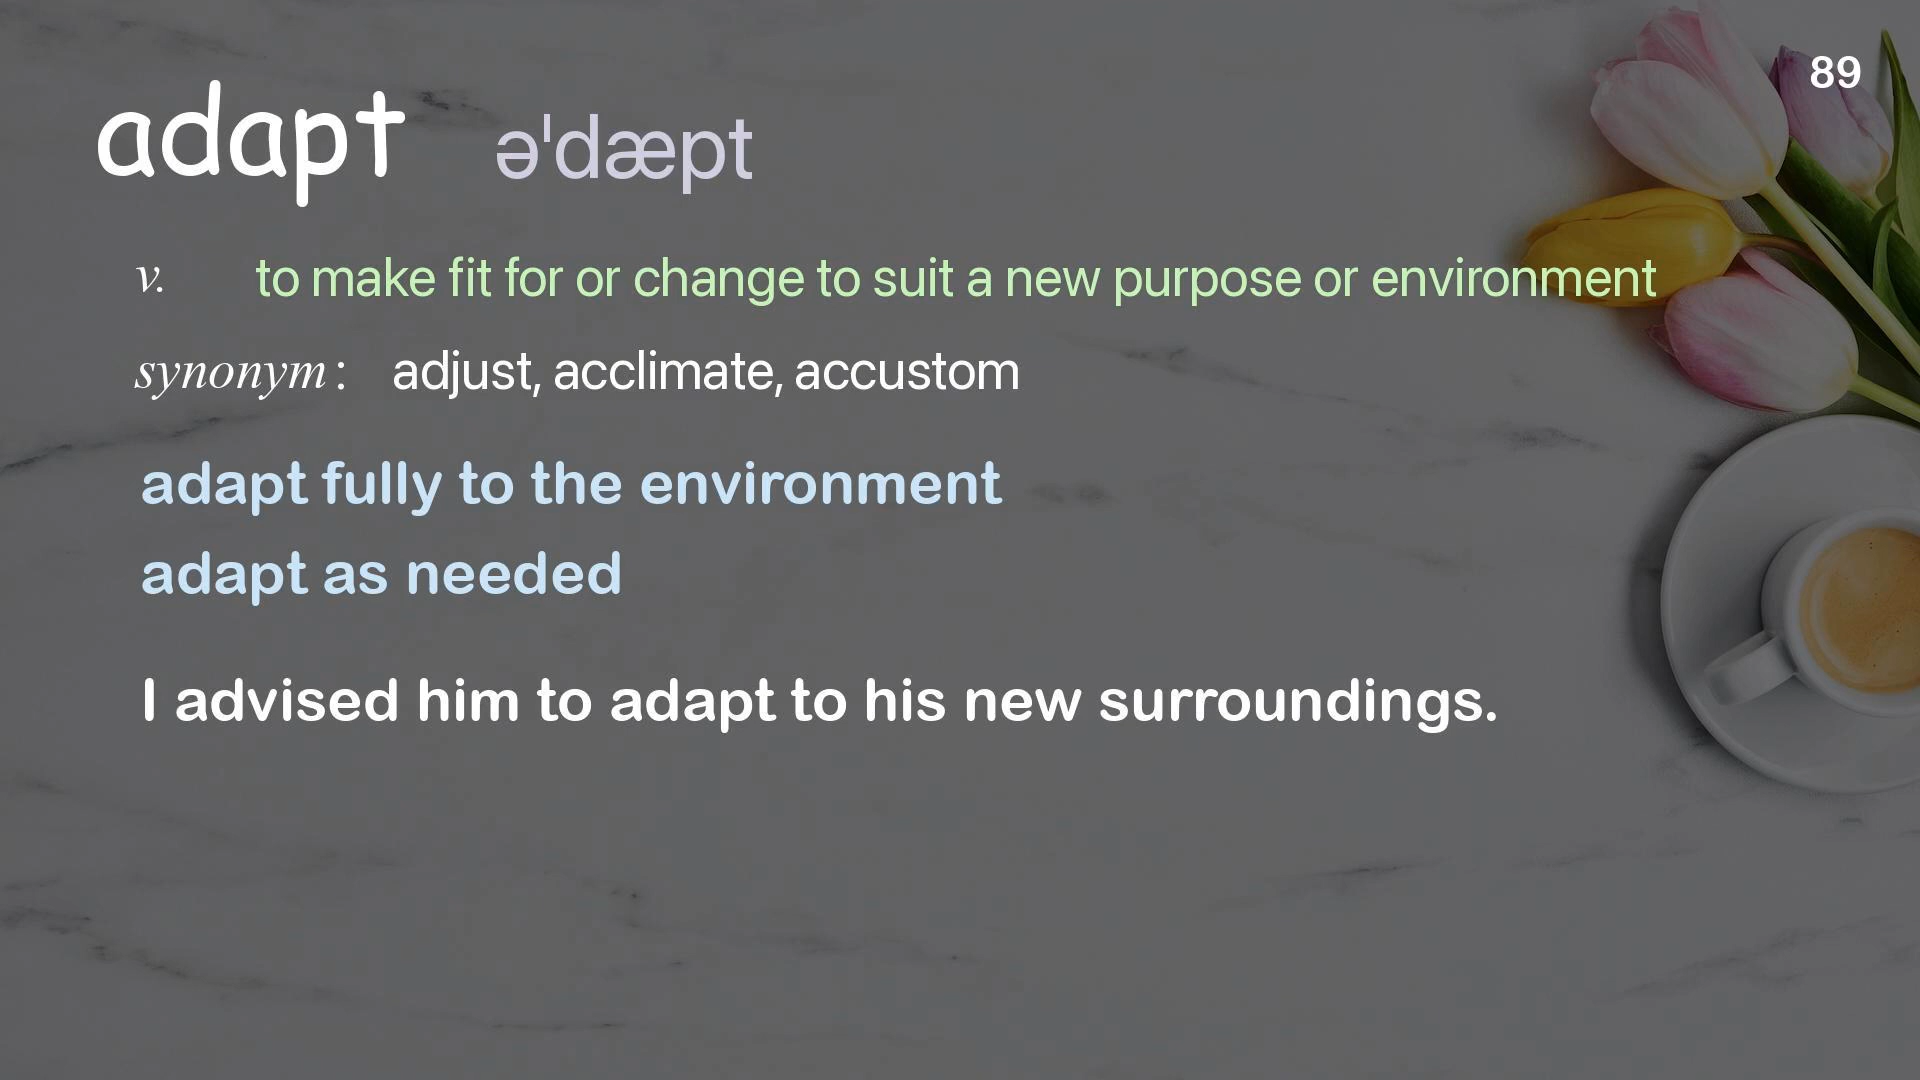 89
adapt əˈdæpt
v. to make fit for or change to suit a new purpose or environment
synonym : adjust, acclimate, accustom
adapt fully to the environment
adapt as needed
I advised him to adapt to his new surroundings.